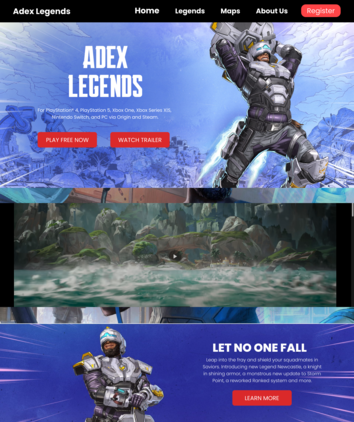 Adex Legends Home Legends Maps About Us Register
ADEX
LEGENDS
For PlayStation® 4, PlayStation 5, Xbox One, Xbox Series X|S,
Nintendo Switch, and PC via Origin and Steam.
PLAY FREE NOW WATCH TRAILER
LET NO ONE FALL
Leap into the fray and shield your squadmates in
Saviors. Introducing new Legend Newcastle, a knight
in shining armor, a monstrous new update to Storm
Point, a reworked Ranked system and more.
LEARN MORE